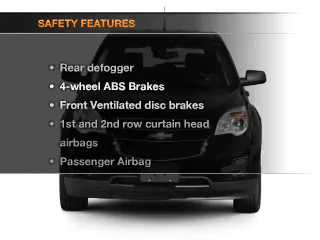 SAFETY FEATURES
• Rear defogger
• 4-wheel ABS Brakes
• Front Ventilated disc brakes
• 1st and 2nd row curtain head
airbags
• Passenger Airbag